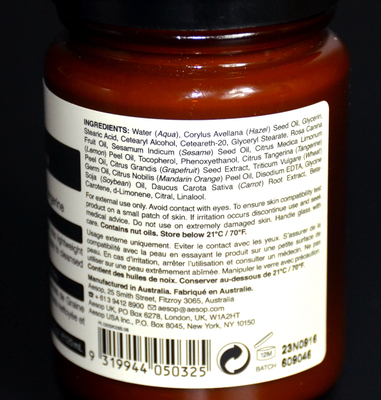 INGREDIENTS: Water (Aqua), Corylus Avellana (Hazel) Seed Oil, Glycerin,
Stearic Acid, Cetearyl Alcohol, Ceteareth-20, Glyceryl Stearate, Rosa Canina
Fruit Oil, Sesamum Indicum (Sesame) Seed Oil, Citrus Medica Limonum
(Lemon) Peel Oil, Tocopherol, Phenoxyethanol, Citrus Tangerina (Tangerine)
Peel Oil, Citrus Grandis (Grapefruit) Seed Extract, Triticum Vulgare (Wheat)
Germ Oil, Citrus Nobilis (Mandarin Orange) Peel Oil, Disodium EDTA, Glycine
Soja (Soybean) Oil, Daucus Carota Sativa (Carrot) Root Extract, Beta-
Carotene, d-Limonene, Citral, Linalool.
For external use only. Avoid contact with eyes. To ensure skin compatibility test
product on a small patch of skin. If irritation occurs discontinue use and seek
medical advice. Do not use on extremely damaged skin. Handle glass with
care. Contains nut oils. Store below 21°C / 70°F.
Usage externe uniquement. Éviter le contact avec les yeux. S'assurer de la
compatibilité avec la peau en essayant le produit sur une petite surface de
peau. En cas d'irritation, arrêter l'utilisation et consulter un médecin. Ne pas
utiliser sur une peau extrêmement abîmée. Manipuler le verre avec précaution.
Contient des huiles de noix. Conserver au-dessous de 21°C / 70°F.
Manufactured in Australia. Fabriqué en Australie.
Aesop, 25 Smith Street, Fitzroy 3065, Australia
+613 9412 8900 aesop@aesop.com
Aesop UK, PO Box 6278, London, UK, W1A2HT
Aesop USA Inc., P.O. Box 8045, New York, NY 10150
9 319944 050325
12M
BATCH
23N0916
609046
lightweight
cleansed